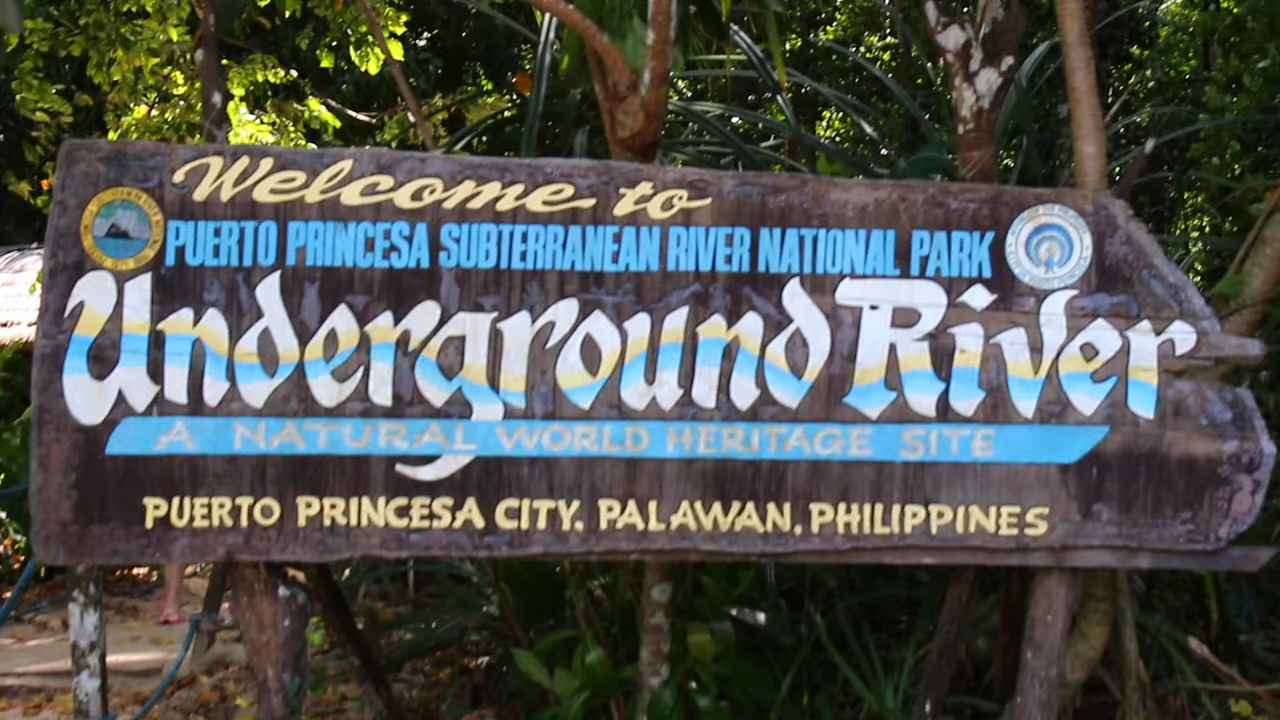 Welcome to
PUERTO PRINCESA SUBTERRANEAN RIVER NATIONAL PARK
Underground River
A NATURAL WORLD HERITAGE SITE
PUERTO PRINCESA CITY, PALAWAN, PHILIPPINES